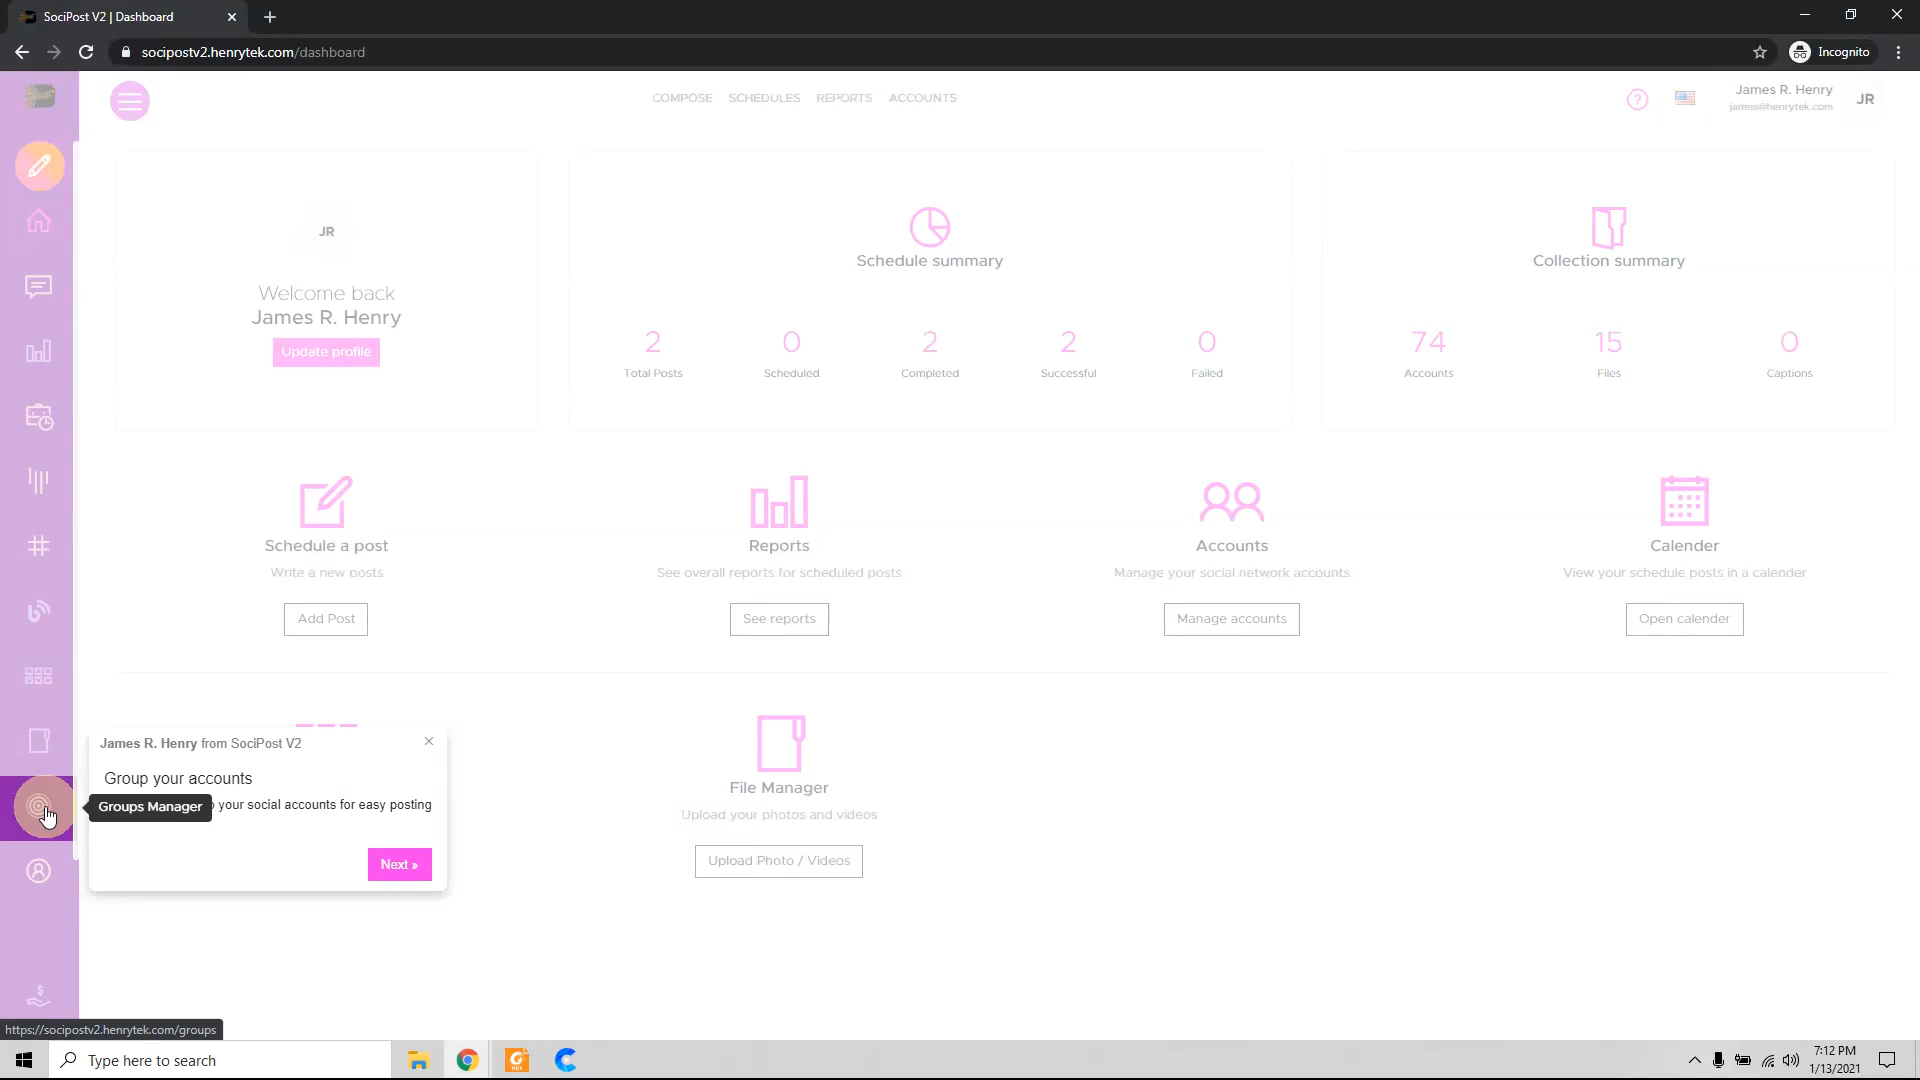 SociPost V2 | Dashboard
socipostv2.henrytek.com/dashboard
Incognito
COMPOSE SCHEDULES REPORTS ACCOUNTS
James R. Henry
james@henrytek.com
JR
JR
Welcome back
James R. Henry
Update profile
Schedule summary
2 0 2 2 0
Total Posts Scheduled Completed Successful Failed
Collection summary
74 15 0
Accounts Files Captions
Schedule a post
Write a new posts
Add Post
Reports
See overall reports for scheduled posts
See reports
Accounts
Manage your social network accounts
Manage accounts
Calender
View your schedule posts in a calender
Open calender
James R. Henry from SociPost V2
Group your accounts
Groups Manager
your social accounts for easy posting
Next »
File Manager
Upload your photos and videos
Upload Photo / Videos
https://socipostv2.henrytek.com/groups
Type here to search
7:12 PM
1/13/2021